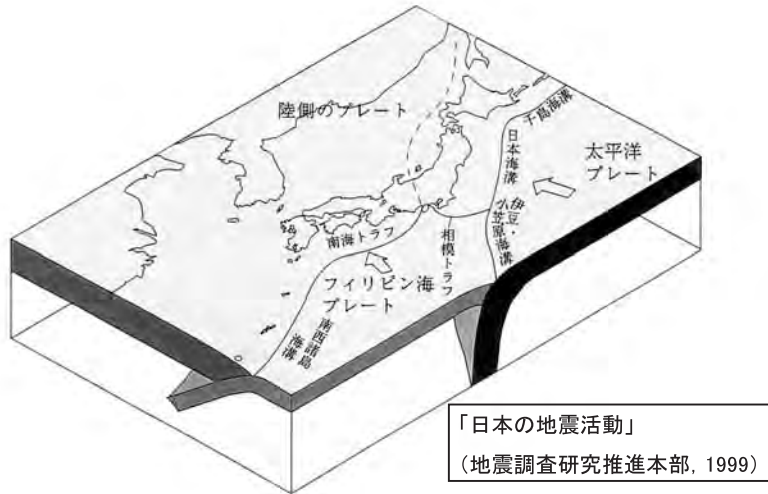 陸側のプレート
千島海溝
日本海溝
太平洋
プレート
伊豆・
小笠原海溝
相模トラフ
南海トラフ
フィリピン海
プレート
南西諸島
海溝
「日本の地震活動」
(地震調査研究推進本部, 1999)